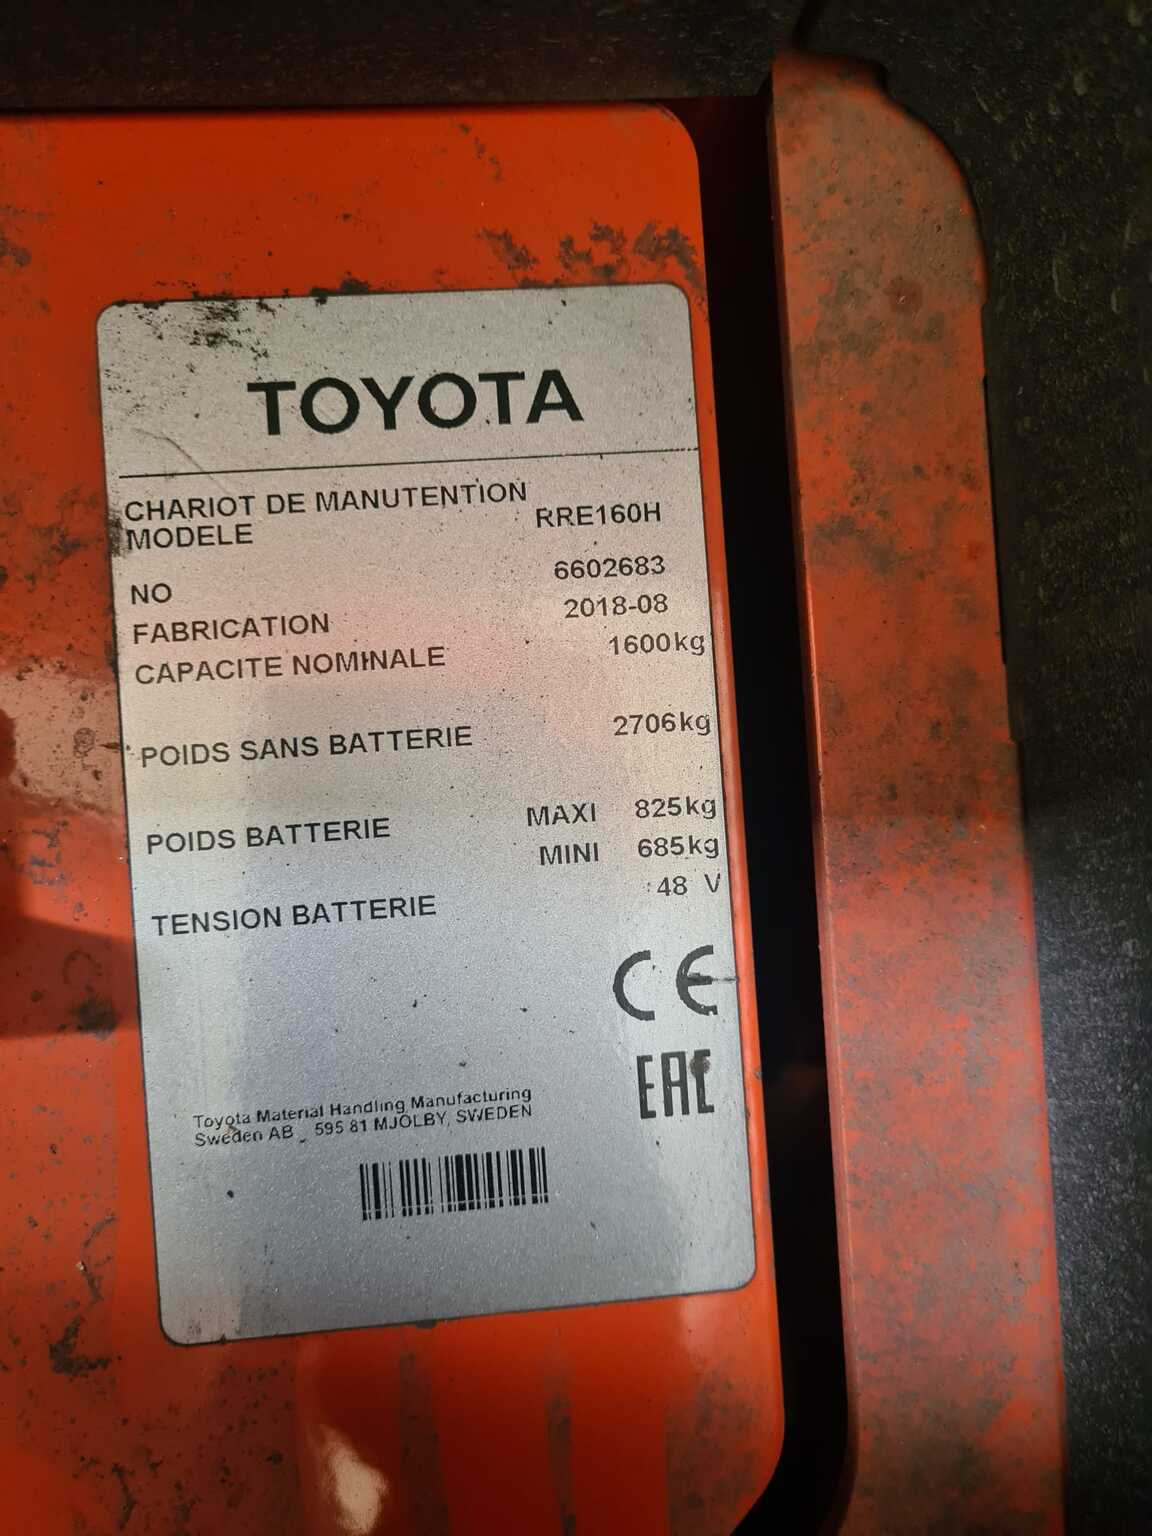 TOYOTA
CHARIOT DE MANUTENTION
MODELE RRE160H
NO 6602683
FABRICATION 2018-08
CAPACITE NOMINALE 1600kg
POIDS SANS BATTERIE 2706kg
POIDS BATTERIE MAXI 825kg
MINI 685kg
TENSION BATTERIE 48 V
CE
EAC
Toyota Material Handling Manufacturing
Sweden AB 595 81 MJÖLBY, SWEDEN